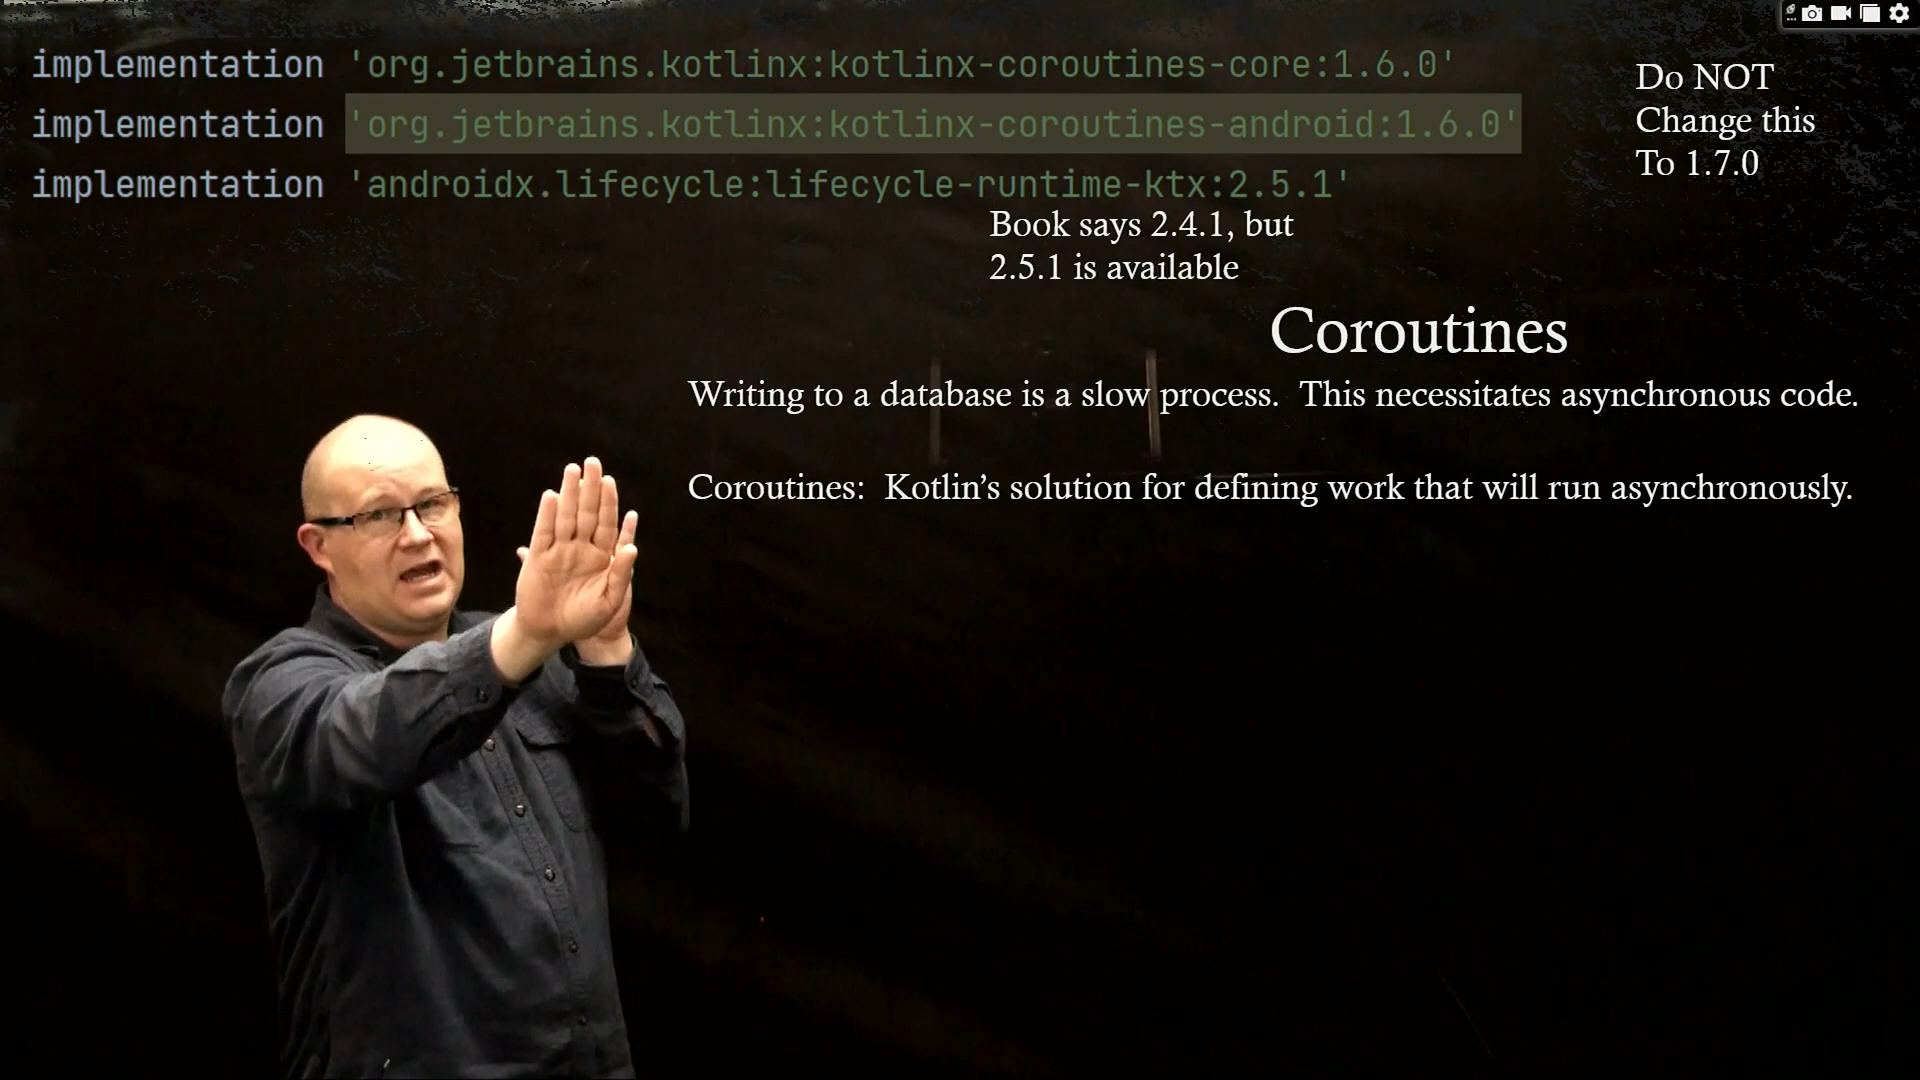 implementation 'org.jetbrains.kotlinx:kotlinx-coroutines-core:1.6.0'
implementation 'org.jetbrains.kotlinx:kotlinx-coroutines-android:1.6.0'
implementation 'androidx.lifecycle:lifecycle-runtime-ktx:2.5.1'
Do NOT
Change this
To 1.7.0
Book says 2.4.1, but
2.5.1 is available
Coroutines
Writing to a database is a slow process.  This necessitates asynchronous code.
Coroutines:  Kotlin’s solution for defining work that will run asynchronously.